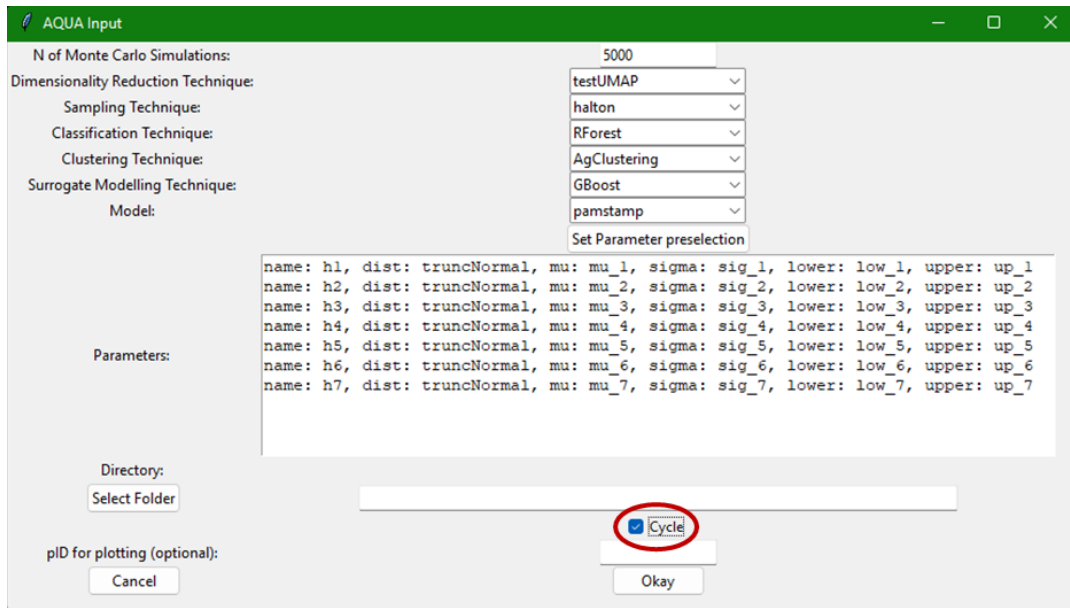 AQUA Input
N of Monte Carlo Simulations: 5000
Dimensionality Reduction Technique: testUMAP
Sampling Technique: halton
Classification Technique: RForest
Clustering Technique: AgClustering
Surrogate Modelling Technique: GBoost
Model: pamstamp
Set Parameter preselection
Parameters:
name: h1, dist: truncNormal, mu: mu_1, sigma: sig_1, lower: low_1, upper: up_1
name: h2, dist: truncNormal, mu: mu_2, sigma: sig_2, lower: low_2, upper: up_2
name: h3, dist: truncNormal, mu: mu_3, sigma: sig_3, lower: low_3, upper: up_3
name: h4, dist: truncNormal, mu: mu_4, sigma: sig_4, lower: low_4, upper: up_4
name: h5, dist: truncNormal, mu: mu_5, sigma: sig_5, lower: low_5, upper: up_5
name: h6, dist: truncNormal, mu: mu_6, sigma: sig_6, lower: low_6, upper: up_6
name: h7, dist: truncNormal, mu: mu_7, sigma: sig_7, lower: low_7, upper: up_7
Directory:
Select Folder
Cycle
pID for plotting (optional):
Cancel Okay